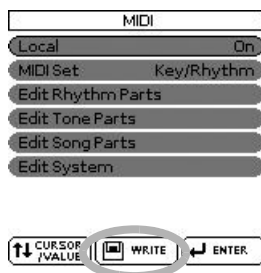 MIDI
Local On
MIDI Set Key/Rhythm
Edit Rhythm Parts
Edit Tone Parts
Edit Song Parts
Edit System
CURSOR /VALUE WRITE ENTER